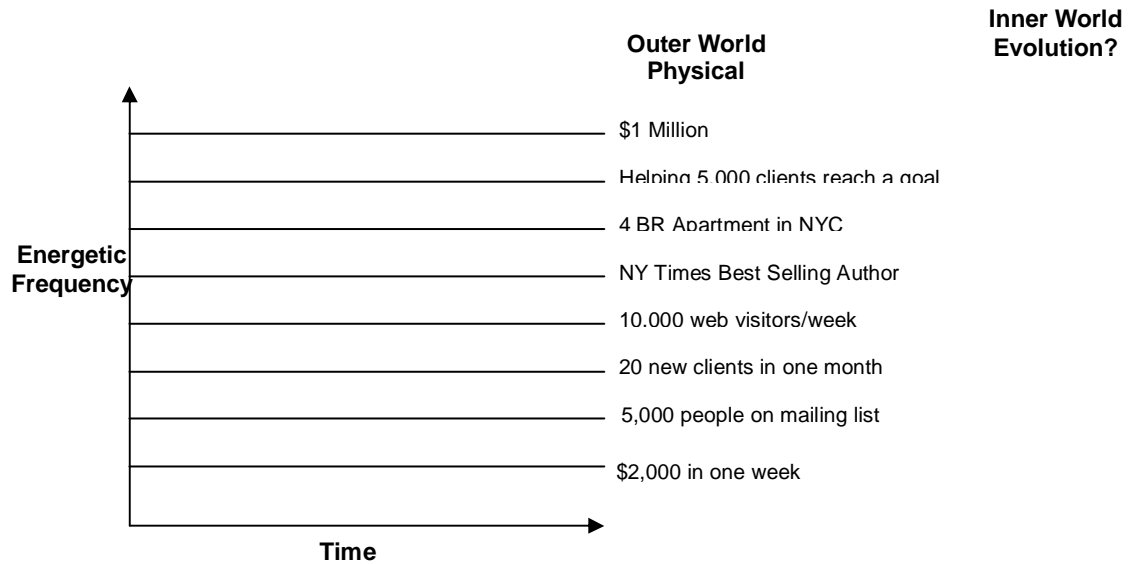 Inner World
Evolution?
Outer World
Physical
$1 Million
Helping 5,000 clients reach a goal
4 BR Apartment in NYC
Energetic
Frequency
NY Times Best Selling Author
10.000 web visitors/week
20 new clients in one month
5,000 people on mailing list
$2,000 in one week
Time